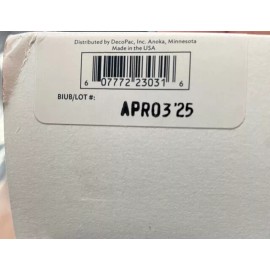 Distributed by DecoPac, Inc. Anoka, Minnesota
Made in the USA
6 07772 23031 6
BIUB/LOT #:
APR03'25